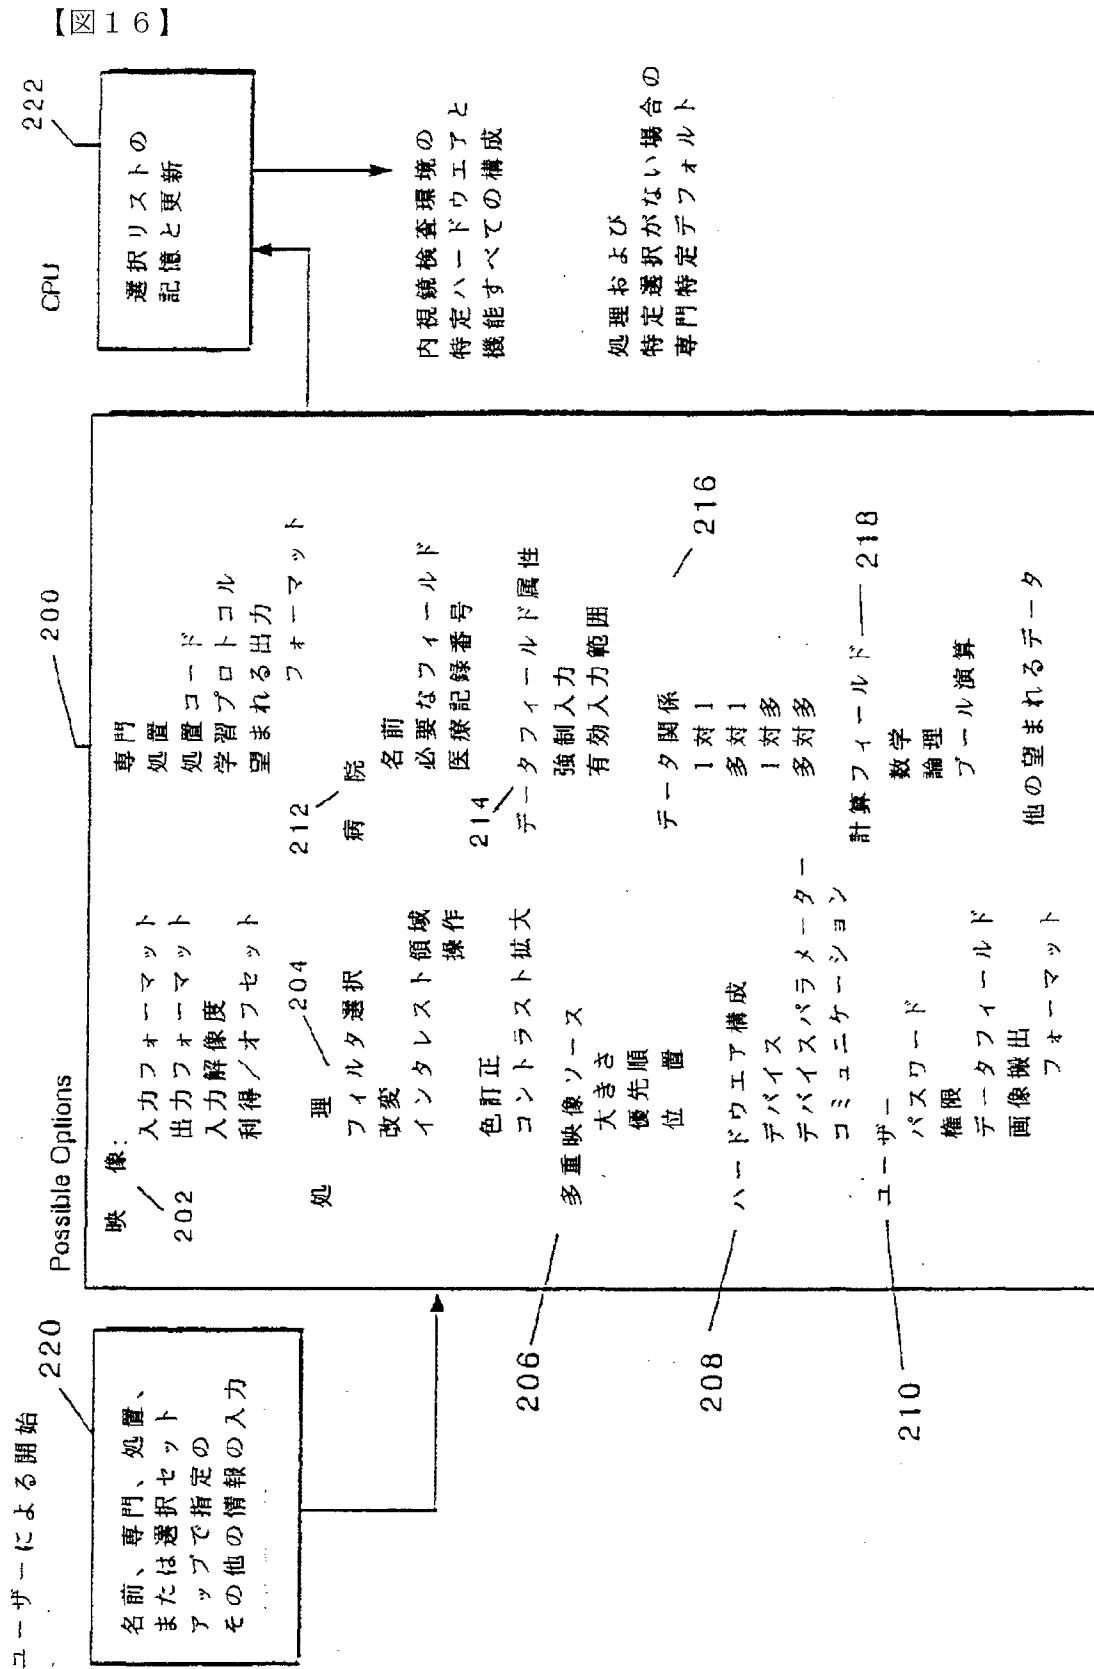 【図１６】
ユーザーによる開始
220
名前、専門、処置、
または選択セット
アップで指定の
その他の情報の入力
Possible Options
200
映 像:
202
入力フォーマット
出力フォーマット
入力解像度
利得／オフセット
処 理
204
フィルタ選択
改変
インタレスト領域
操作
色訂正
コントラスト拡大
206
多重映像ソース
大きさ
優先順
位 置
208
ハードウエア構成
デバイス
デバイスパラメーター
コミュニケーション
210
ユーザー
パスワード
権限
データフィールド
画像搬出
フォーマット
専門
処置
処置コード
学習プロトコル
望まれる出力
フォーマット
212
病 院
名前
必要なフィールド
医療記録番号
214
データフィールド属性
強制入力
有効入力範囲
216
データ関係
１対１
多対１
１対多
多対多
計算フィールド 218
数学
論理
ブール演算
他の望まれるデータ
CPU
222
選択リストの
記憶と更新
内視鏡検査環境の
特定ハードウエアと
機能すべての構成
処理および
特定選択がない場合の
専門特定デフォルト